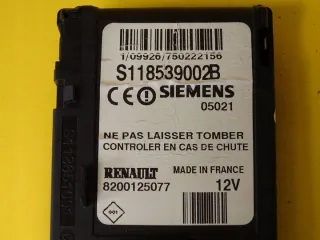 1/09926/750222156
S118539002B
CE SIEMENS
05021
NE PAS LAISSER TOMBER
CONTROLER EN CAS DE CHUTE
RENAULT MADE IN FRANCE
8200125077 12V